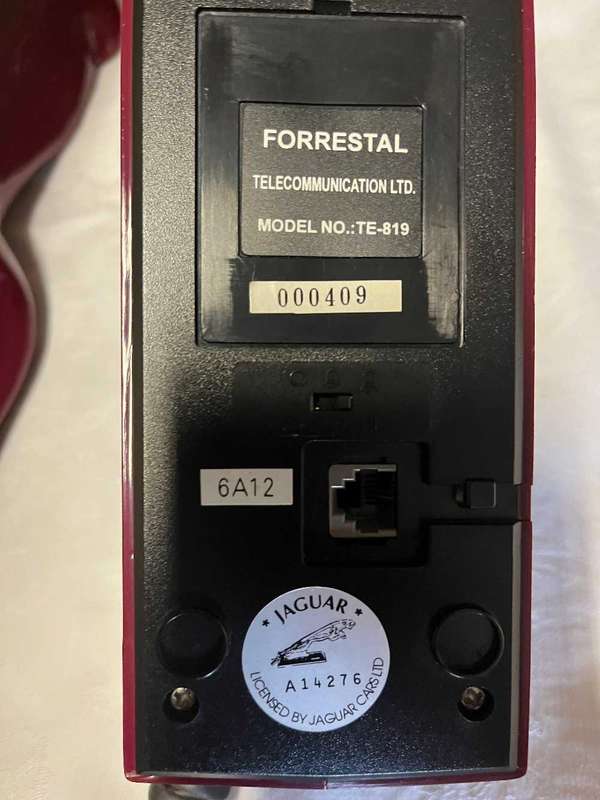 FORRESTAL
TELECOMMUNICATION LTD.
MODEL NO.:TE-819
000409
6A12
★ JAGUAR ★
A14276
LICENSED BY JAGUAR CARS LTD